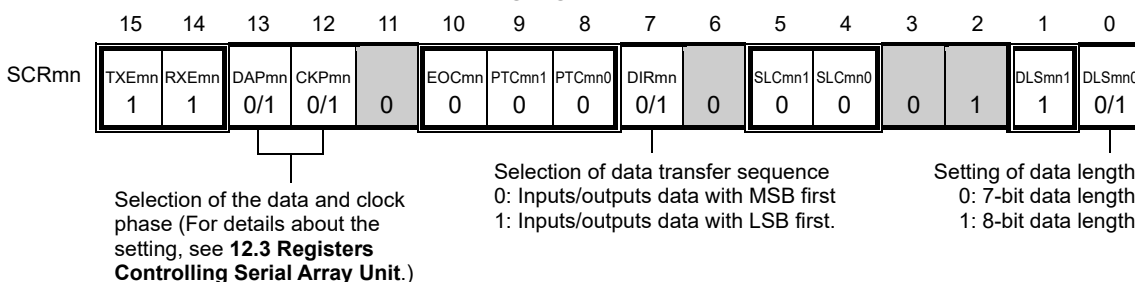 15 14 13 12 11 10 9 8 7 6 5 4 3 2 1 0
SCRmn TXEmn RXEmn DAPmn CKPmn EOCmn PTCmn1 PTCmn0 DIRmn SLCmn1 SLCmn0 DLSmn1 DLSmn0
1 1 0/1 0/1 0 0 0 0 0/1 0 0 0 0 1 1 0/1
Selection of the data and clock
phase (For details about the
setting, see 12.3 Registers
Controlling Serial Array Unit.)
Selection of data transfer sequence
0: Inputs/outputs data with MSB first
1: Inputs/outputs data with LSB first.
Setting of data length
0: 7-bit data length
1: 8-bit data length